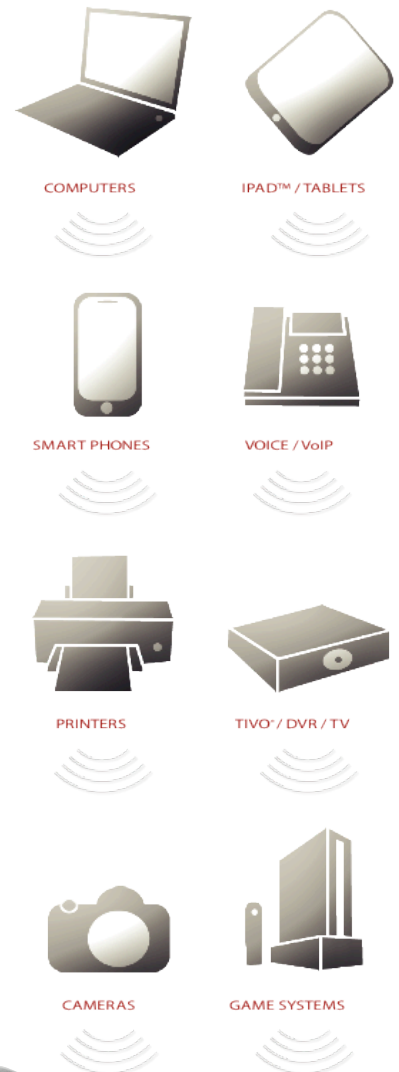 COMPUTERS
IPAD™ / TABLETS
SMART PHONES
VOICE / VoIP
PRINTERS
TIVO® / DVR / TV
CAMERAS
GAME SYSTEMS